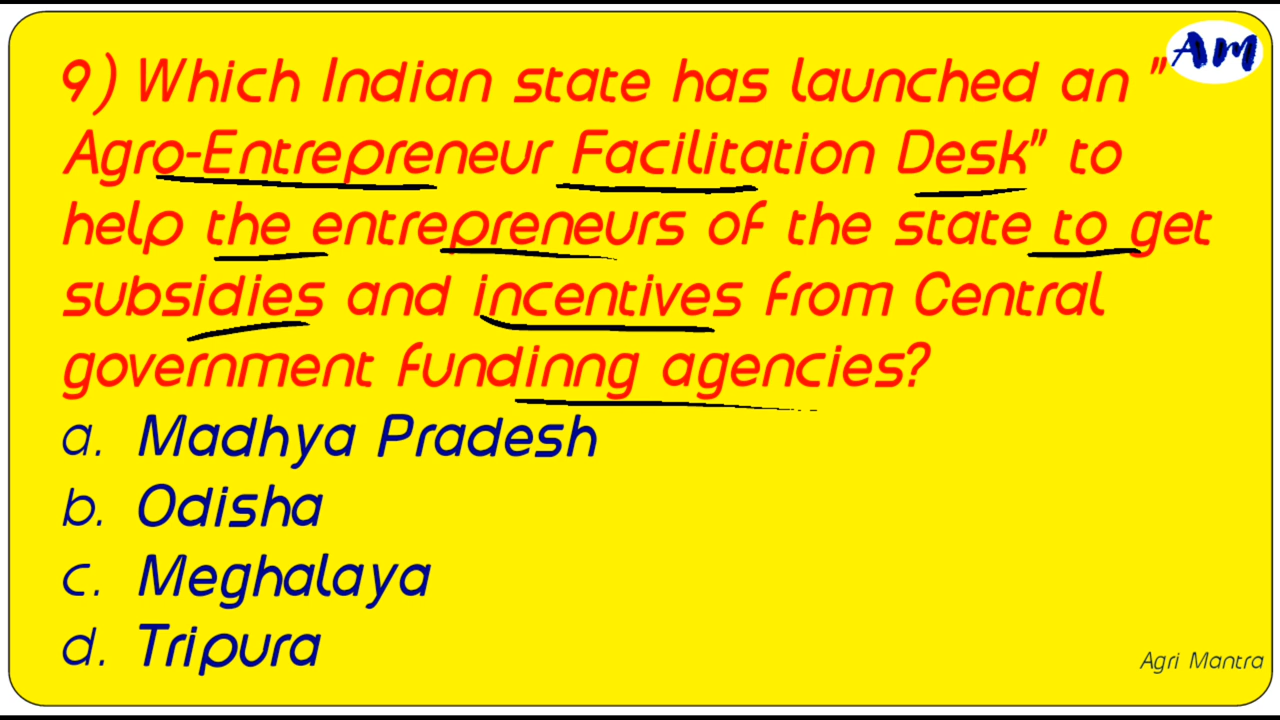 AM
9) Which Indian state has launched an "
Agro-Entrepreneur Facilitation Desk" to
help the entrepreneurs of the state to get
subsidies and incentives from Central
government fundinng agencies?
a. Madhya Pradesh
b. Odisha
c. Meghalaya
d. Tripura
Agri Mantra